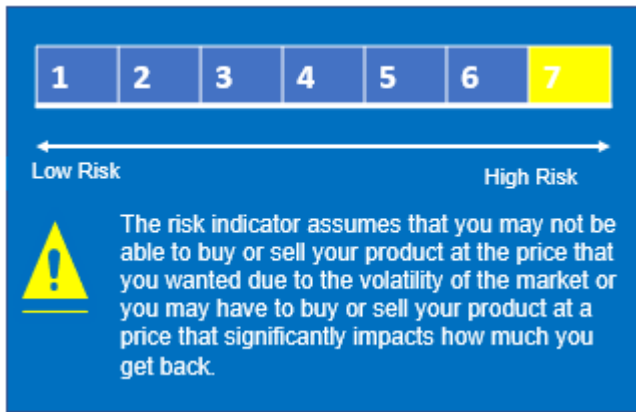 1 2 3 4 5 6 7
Low Risk High Risk
The risk indicator assumes that you may not be
able to buy or sell your product at the price that
you wanted due to the volatility of the market or
you may have to buy or sell your product at a
price that significantly impacts how much you
get back.